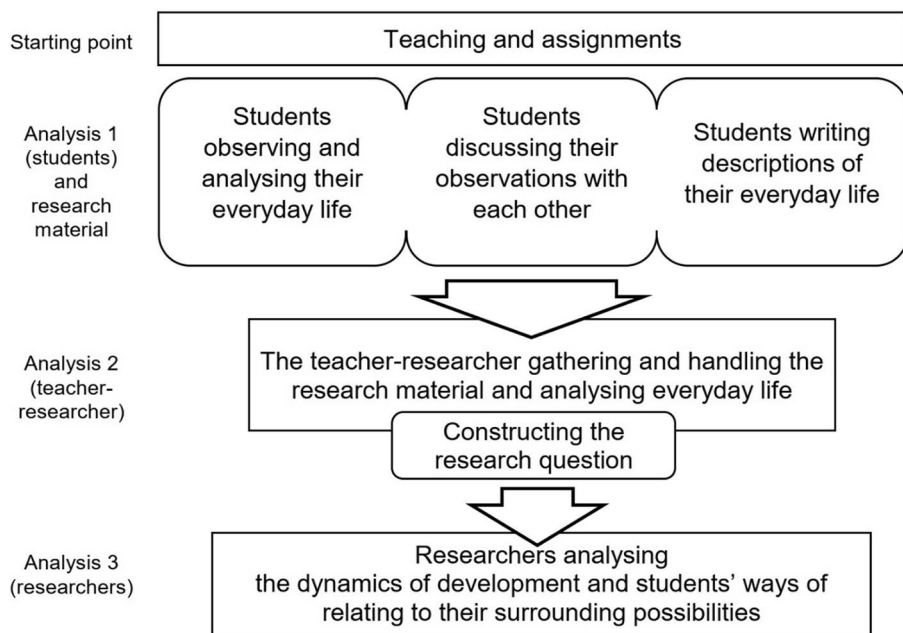 Starting point
Teaching and assignments
Analysis 1
(students)
and
research
material
Students
observing and
analysing their
everyday life
Students
discussing their
observations with
each other
Students writing
descriptions of
their everyday life
Analysis 2
(teacher-
researcher)
The teacher-researcher gathering and handling the
research material and analysing everyday life
Constructing the
research question
Analysis 3
(researchers)
Researchers analysing
the dynamics of development and students’ ways of
relating to their surrounding possibilities